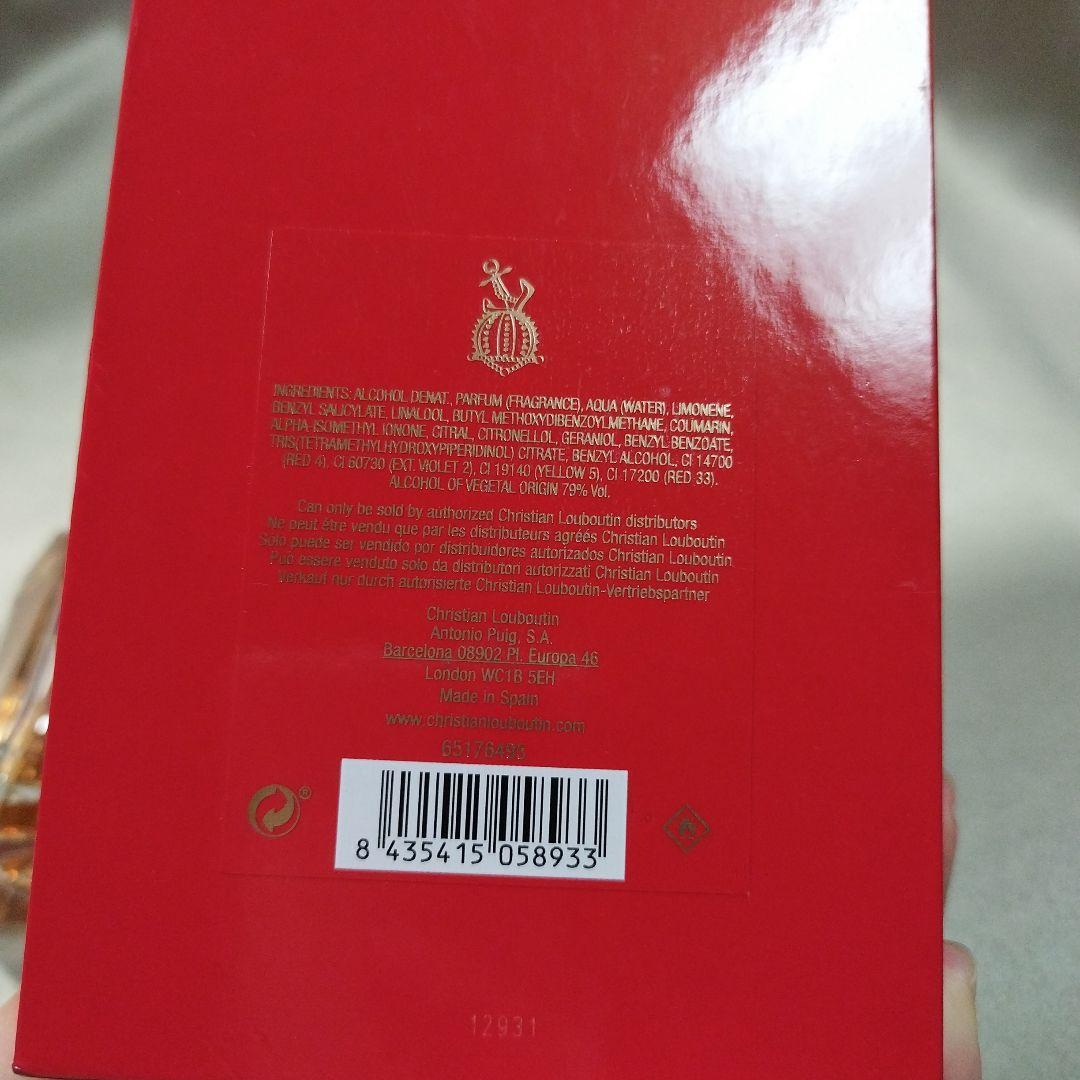 INGREDIENTS: ALCOHOL DENAT., PARFUM (FRAGRANCE), AQUA (WATER), LIMONENE,
BENZYL SALICYLATE, LINALOOL, BUTYL METHOXYDIBENZOYLMETHANE, COUMARIN,
ALPHA-ISOMETHYL IONONE, CITRAL, CITRONELLOL, GERANIOL, BENZYL BENZOATE,
TRIS(TETRAMETHYLHYDROXYPIPERIDINOL) CITRATE, BENZYL ALCOHOL, CI 14700
(RED 4), CI 60730 (EXT. VIOLET 2), CI 19140 (YELLOW 5), CI 17200 (RED 33).
ALCOHOL OF VEGETAL ORIGIN 79% Vol.
Can only be sold by authorized Christian Louboutin distributors
Ne peut être vendu que par les distributeurs agréés Christian Louboutin
Solo puede ser vendido por distribuidores autorizados Christian Louboutin
Può essere venduto solo da distributori autorizzati Christian Louboutin
Verkauf nur durch autorisierte Christian Louboutin-Vertriebspartner
Christian Louboutin
Antonio Puig, S.A.
Barcelona 08902 Pl. Europa 46
London WC1B 5EH
Made in Spain
www.christianlouboutin.com
65176493
®
8 435415 058933
12931